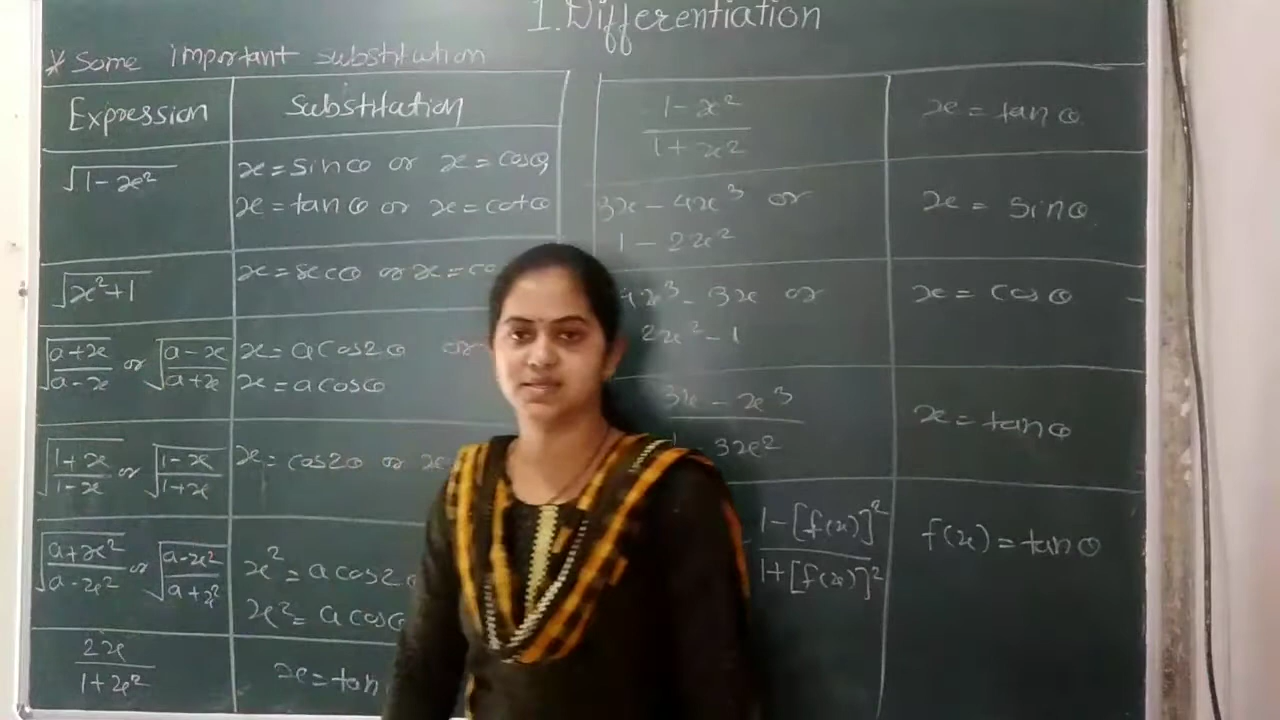 1. Differentiation
* Some important substitution
Expression Substitution
√1-x² x = sinθ or x = cosθ
x = tanθ or x = cotθ
√x²+1 x = secθ or x =
√a+x/a-x or √a-x/a+x x = a cos2θ or
x = a cosθ
√1+x/1-x or √1-x/1+x x = cos2θ or x =
√a+x²/a-x² or √a-x²/a+x² x² = a cos2θ
x² = a cosθ
2x/1+x² x = tan
1-x²/1+x² x = tanθ
3x - 4x³ or x = sinθ
1 - 2x²
4x³ - 3x or x = cosθ
2x² - 1
3x - x³/1 3x² x = tanθ
1-[f(x)]²/1+[f(x)]² f(x) = tanθ